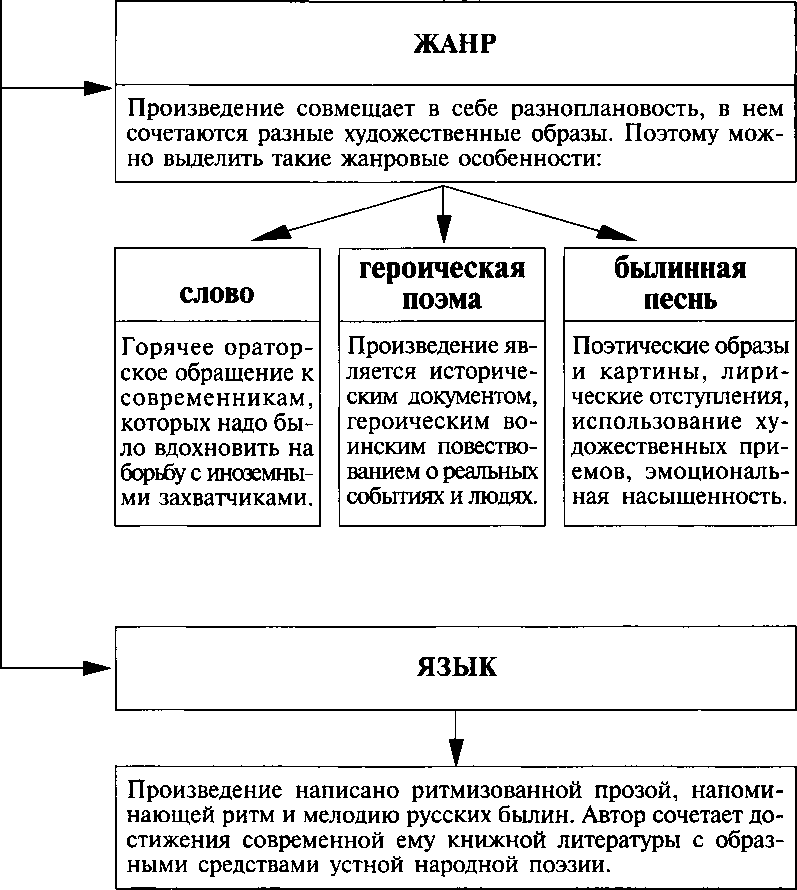 ЖАНР
Произведение совмещает в себе разноплановость, в нем
сочетаются разные художественные образы. Поэтому мож-
но выделить такие жанровые особенности:
слово
Горячее оратор-
ское обращение к
современникам,
которых надо бы-
ло вдохновить на
борьбу с иноземны-
ми захватчиками.
героическая
поэма
Произведение яв-
ляется историче-
ским документом,
героическим во-
инским повество-
ванием о реальных
событиях и людях.
былинная
песнь
Поэтические образы
и картины, лири-
ческие отступления,
использование ху-
дожественных при-
емов, эмоциональ-
ная насыщенность.
ЯЗЫК
Произведение написано ритмизованной прозой, напоми-
нающей ритм и мелодию русских былин. Автор сочетает до-
стижения современной ему книжной литературы с образ-
ными средствами устной народной поэзии.